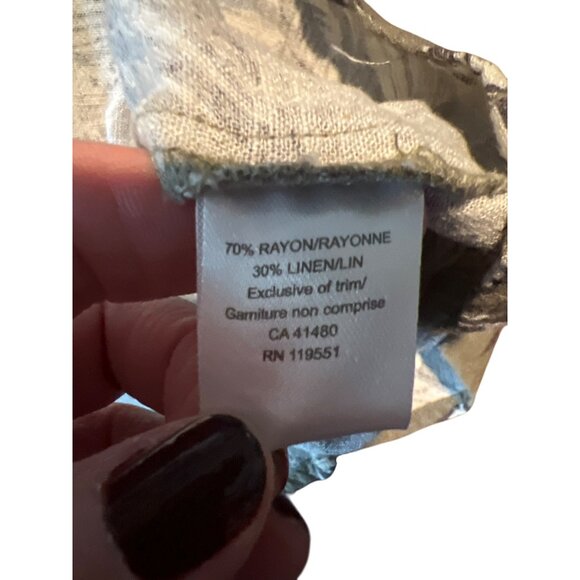 70% RAYON/RAYONNE
30% LINEN/LIN
Exclusive of trim/
Garniture non comprise
CA 41480
RN 119551